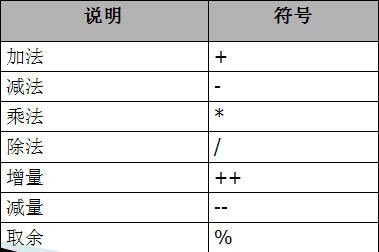 说明 符号
加法 +
减法 -
乘法 *
除法 /
增量 ++
减量 --
取余 %